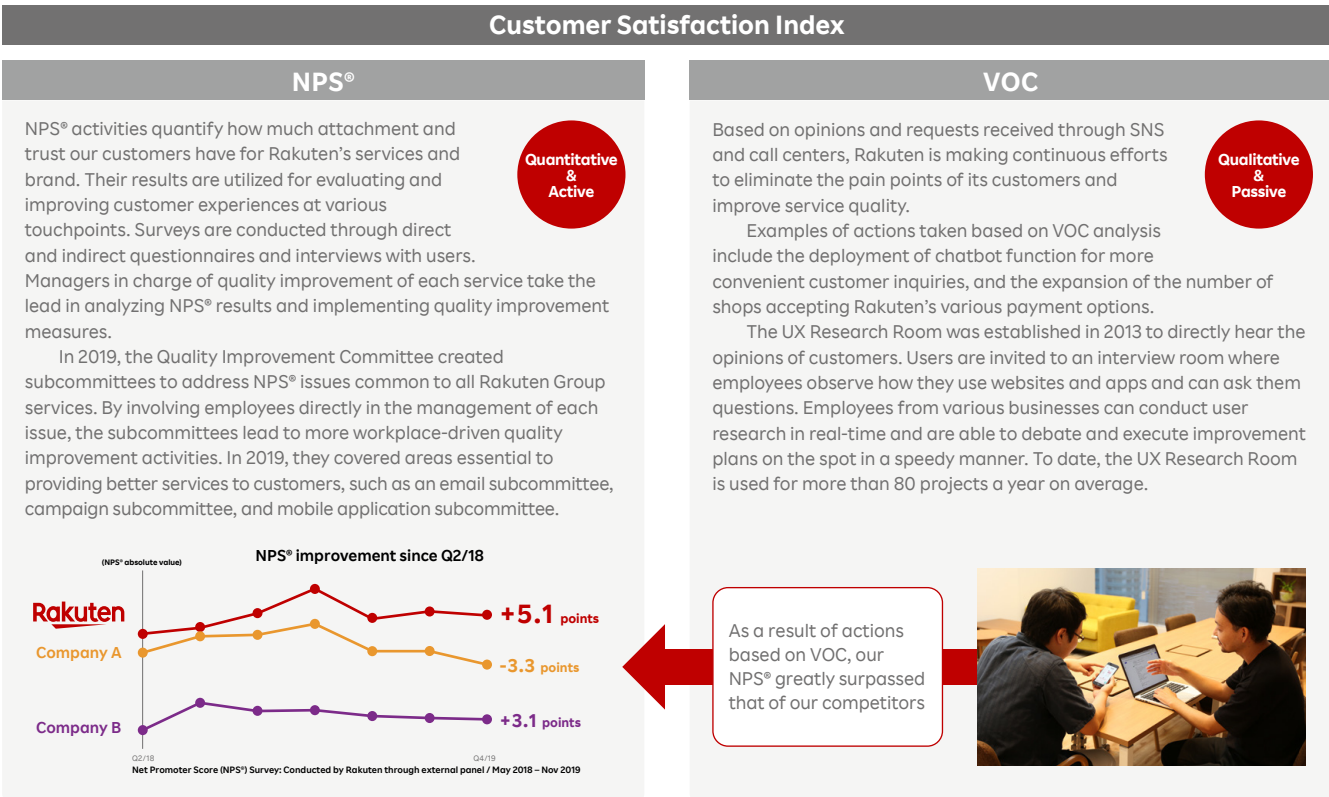 Customer Satisfaction Index
NPS®
NPS® activities quantify how much attachment and
trust our customers have for Rakuten's services and
brand. Their results are utilized for evaluating and
improving customer experiences at various
touchpoints. Surveys are conducted through direct
and indirect questionnaires and interviews with users.
Managers in charge of quality improvement of each service take the
lead in analyzing NPS® results and implementing quality improvement
measures.
In 2019, the Quality Improvement Committee created
subcommittees to address NPS® issues common to all Rakuten Group
services. By involving employees directly in the management of each
issue, the subcommittees lead to more workplace-driven quality
improvement activities. In 2019, they covered areas essential to
providing better services to customers, such as an email subcommittee,
campaign subcommittee, and mobile application subcommittee.
Quantitative
&
Active
NPS® improvement since Q2/18
(NPS® absolute value)
Rakuten
+5.1 points
Company A
-3.3 points
Company B
+3.1 points
Q2/18
Q4/19
Net Promoter Score (NPS®) Survey: Conducted by Rakuten through external panel / May 2018 – Nov 2019
VOC
Based on opinions and requests received through SNS
and call centers, Rakuten is making continuous efforts
to eliminate the pain points of its customers and
improve service quality.
Examples of actions taken based on VOC analysis
include the deployment of chatbot function for more
convenient customer inquiries, and the expansion of the number of
shops accepting Rakuten's various payment options.
The UX Research Room was established in 2013 to directly hear the
opinions of customers. Users are invited to an interview room where
employees observe how they use websites and apps and can ask them
questions. Employees from various businesses can conduct user
research in real-time and are able to debate and execute improvement
plans on the spot in a speedy manner. To date, the UX Research Room
is used for more than 80 projects a year on average.
Qualitative
&
Passive
As a result of actions
based on VOC, our
NPS® greatly surpassed
that of our competitors